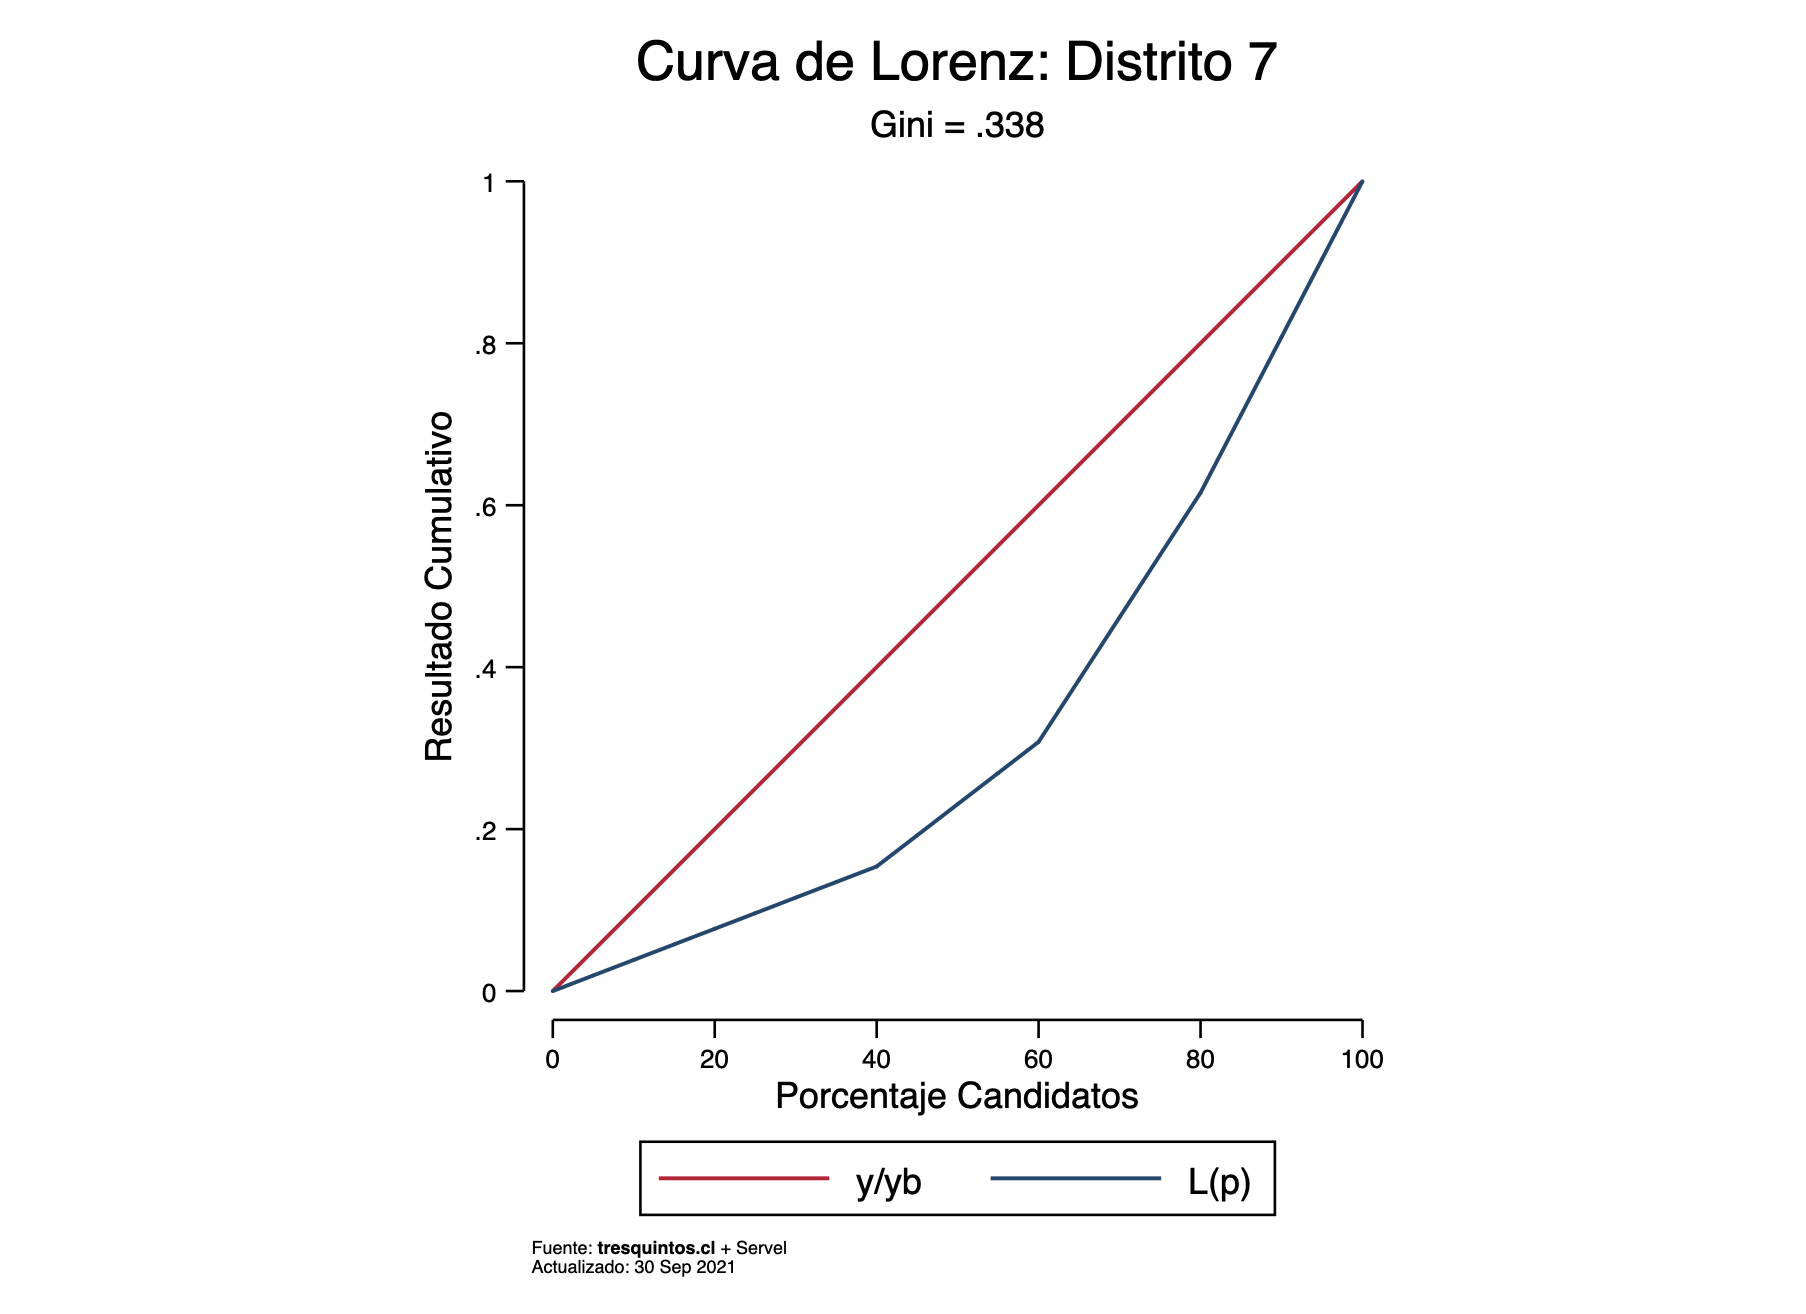 Curva de Lorenz: Distrito 7
Gini = .338
1
.8
.6
.4
.2
0
Resultado Cumulativo
0 20 40 60 80 100
Porcentaje Candidatos
y/yb L(p)
Fuente: tresquintos.cl + Servel
Actualizado: 30 Sep 2021